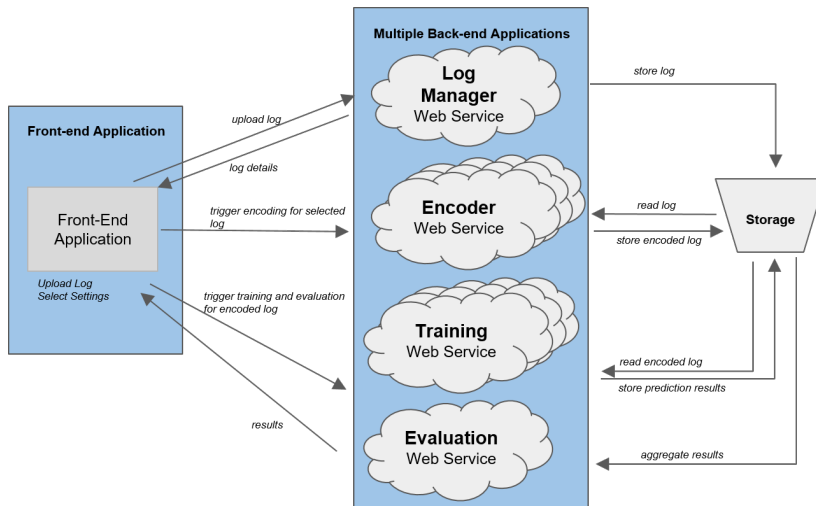 Multiple Back-end Applications
Log
Manager
Web Service
store log
upload log
Front-end Application
log details
Front-End
Application
trigger encoding for selected
log
Encoder
Web Service
read log
store encoded log
Storage
Upload Log
Select Settings
trigger training and evaluation
for encoded log
Training
Web Service
read encoded log
store prediction results
results
Evaluation
Web Service
aggregate results